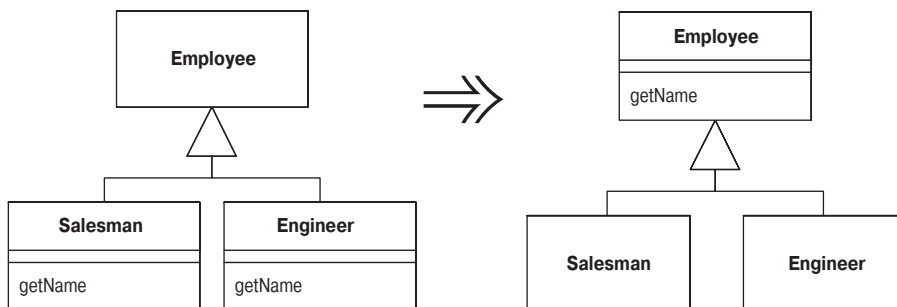 Employee
Salesman
getName
Engineer
getName
Employee
getName
Salesman
Engineer